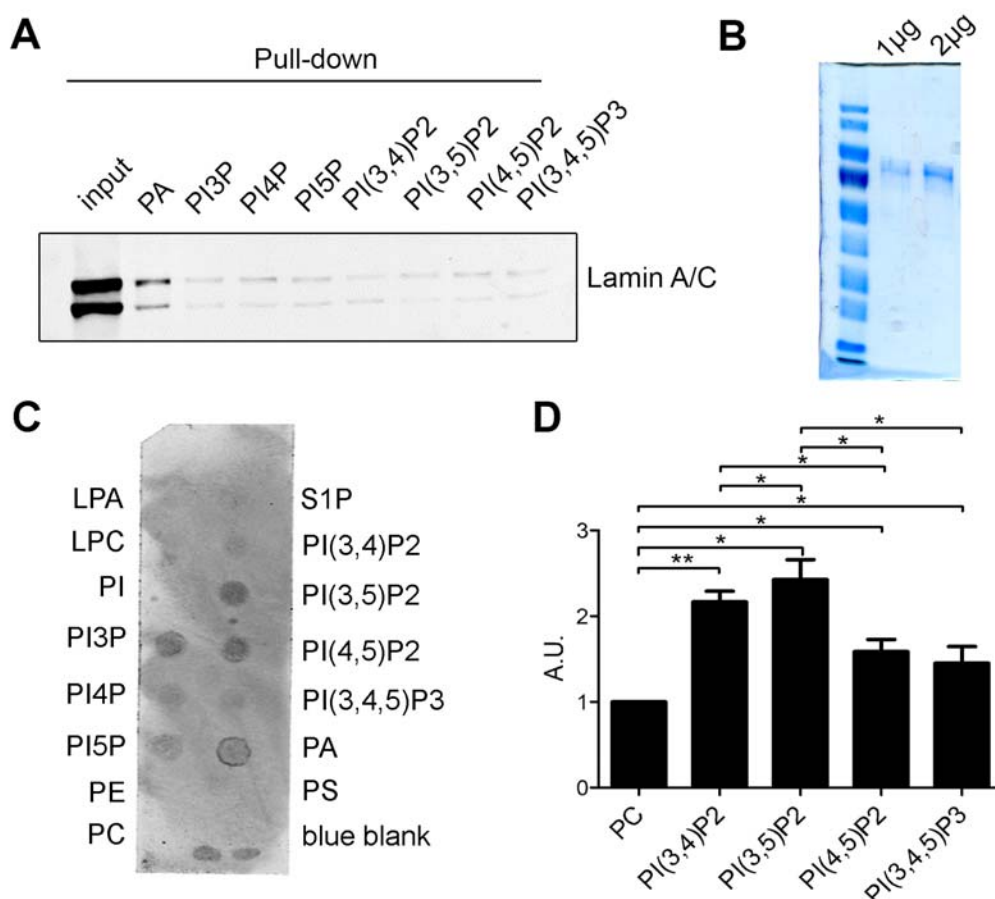 A
Pull-down
input PA PI3P PI4P PI5P PI(3,4)P2 PI(3,5)P2 PI(4,5)P2 PI(3,4,5)P3
Lamin A/C
B
1µg 2µg
C
LPA S1P
LPC PI(3,4)P2
PI PI(3,5)P2
PI3P PI(4,5)P2
PI4P PI(3,4,5)P3
PI5P PA
PE PS
PC blue blank
D
*
*
*
*
*
*
*
**
3
2
1
0
A.U.
PC PI(3,4)P2 PI(3,5)P2 PI(4,5)P2 PI(3,4,5)P3